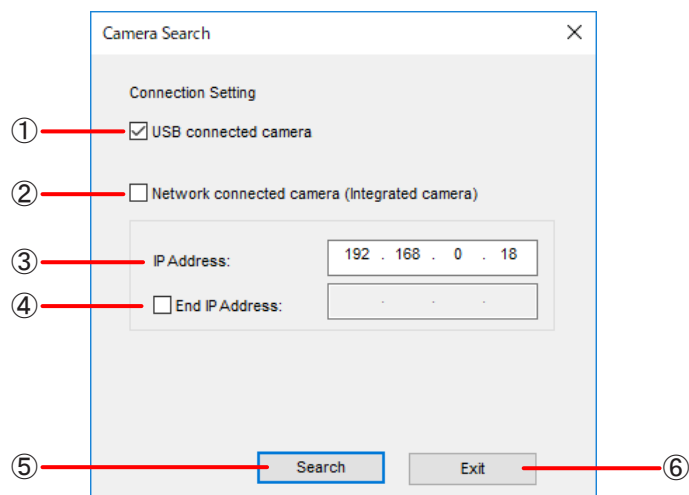 Camera Search
Connection Setting
① USB connected camera
② Network connected camera (Integrated camera)
③ IP Address: 192 . 168 . 0 . 18
④ End IP Address: . . .
⑤ Search Exit ⑥